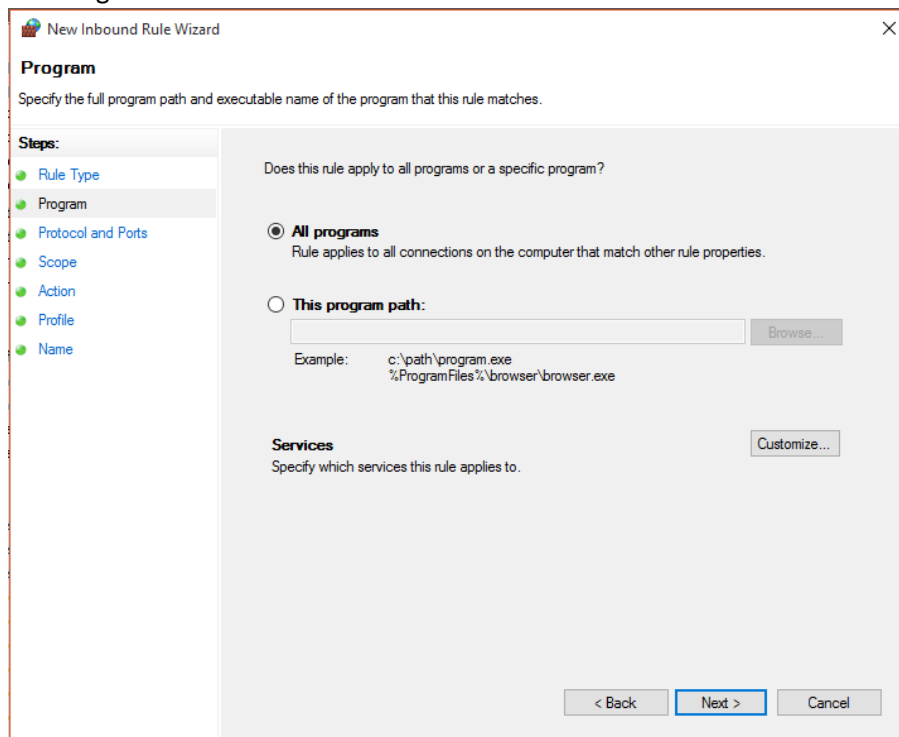 New Inbound Rule Wizard
Program
Specify the full program path and executable name of the program that this rule matches.
Steps:
Rule Type
Program
Protocol and Ports
Scope
Action
Profile
Name
Does this rule apply to all programs or a specific program?
All programs
Rule applies to all connections on the computer that match other rule properties.
This program path:
Browse...
Example: c:\path\program.exe
%ProgramFiles%\browser\browser.exe
Services
Customize...
Specify which services this rule applies to.
< Back Next > Cancel